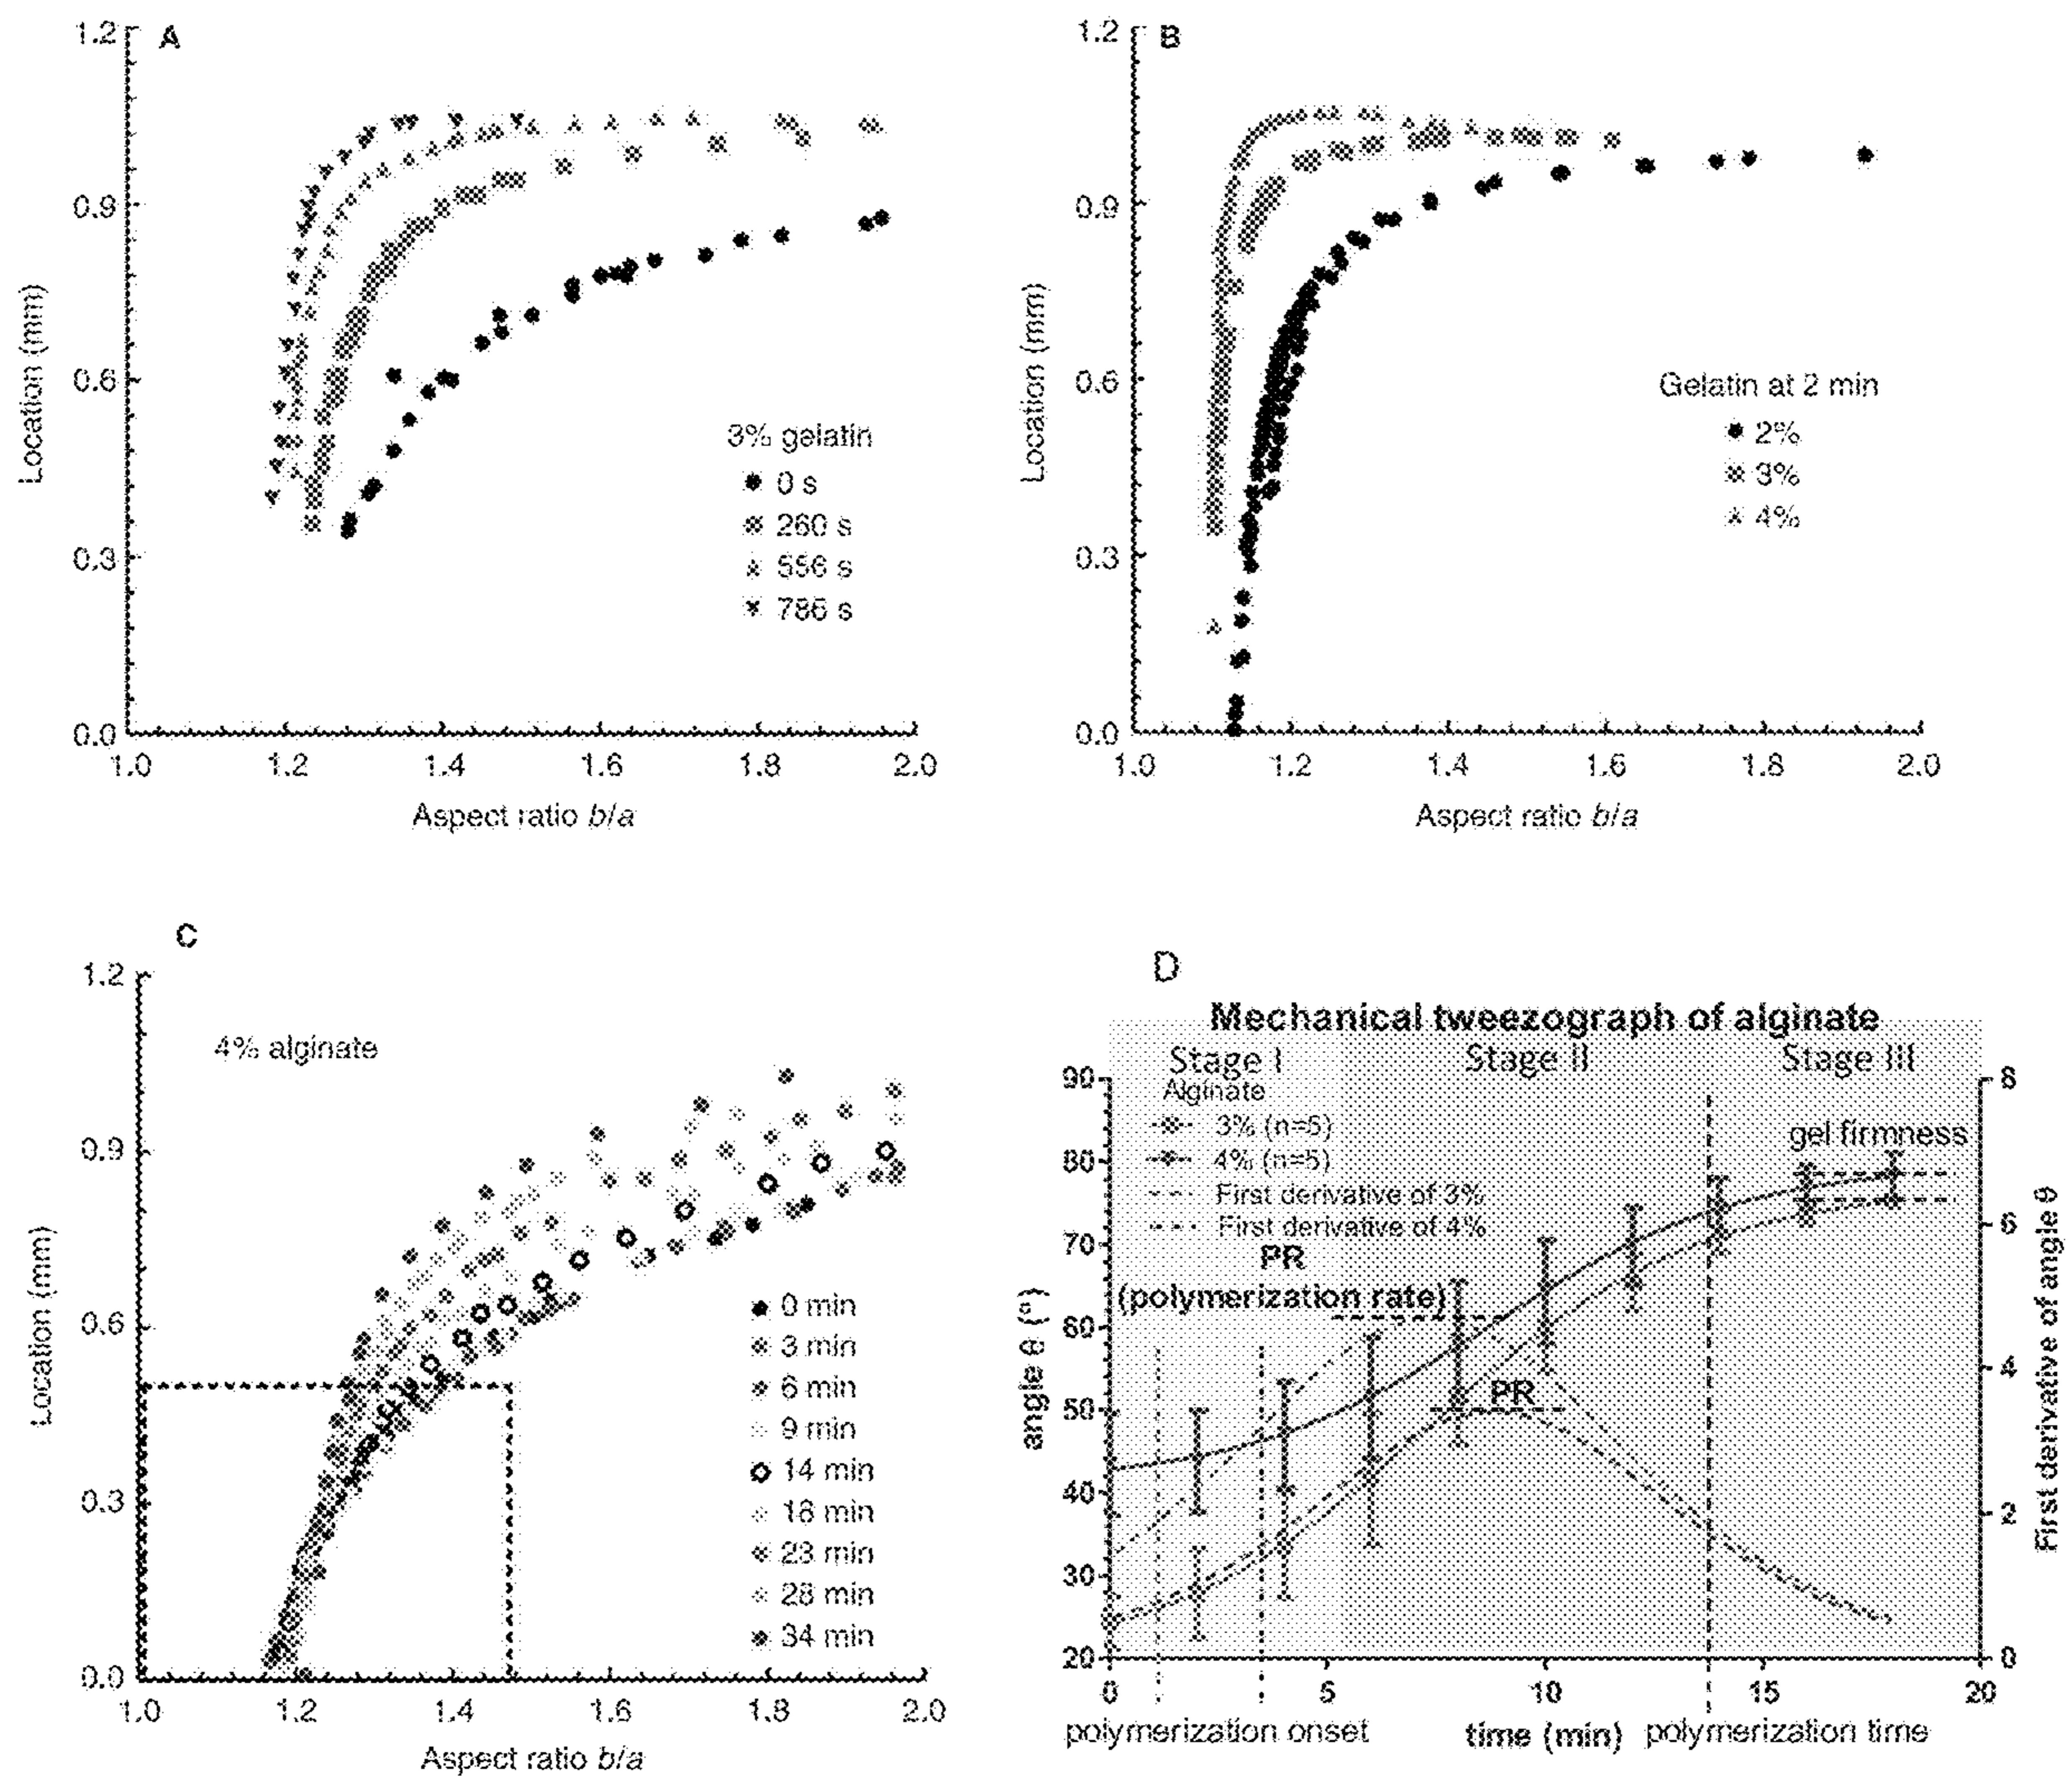 A
1.2
0.9
0.6
0.3
0.0
Location (mm)
3% gelatin
0 s
260 s
556 s
786 s
1.0 1.2 1.4 1.6 1.8 2.0
Aspect ratio b/a
B
1.2
0.9
0.6
0.3
0.0
Location (mm)
Gelatin at 2 min
2%
3%
4%
1.0 1.2 1.4 1.6 1.8 2.0
Aspect ratio b/a
C
1.2
0.9
0.6
0.3
0.0
Location (mm)
4% alginate
0 min
3 min
6 min
9 min
14 min
18 min
23 min
28 min
34 min
1.0 1.2 1.4 1.6 1.8 2.0
Aspect ratio b/a
D
Mechanical tweezograph of alginate
Stage I Stage II Stage III
Alginate
3% (n=5)
4% (n=5)
First derivative of 3%
First derivative of 4%
PR
(polymerization rate)
PR
gel firmness
90
80
70
60
50
40
30
20
angle θ (°)
8
6
4
2
0
First derivative of angle θ
0 5 10 15 20
polymerization onset time (min) polymerization time